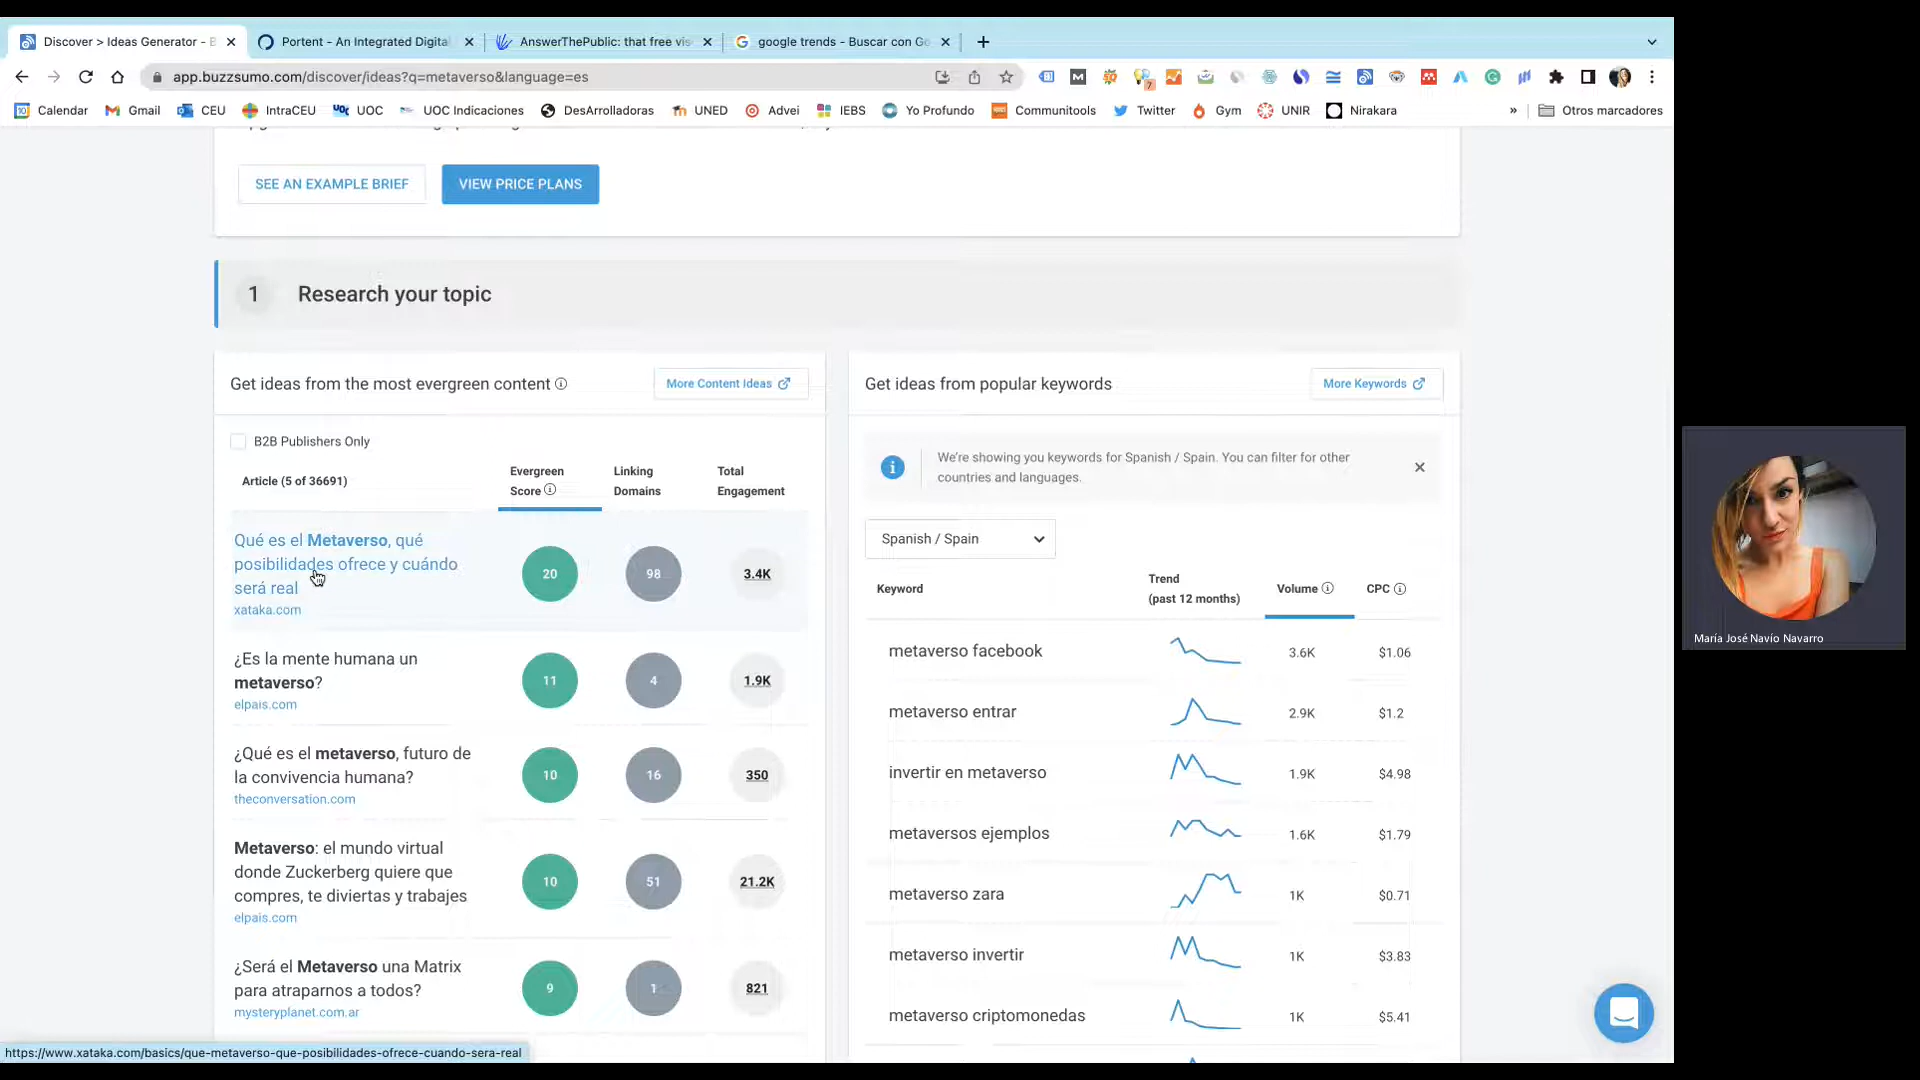 Discover > Ideas Generator - B
Portent - An Integrated Digital
AnswerThePublic: that free vis
google trends - Buscar con Go
app.buzzsumo.com/discover/ideas?q=metaverso&language=es
Calendar
Gmail
CEU
IntraCEU
UOC
UOC Indicaciones
DesArrolladoras
UNED
Advei
IEBS
Yo Profundo
Communitools
Twitter
Gym
UNIR
Nirakara
»
Otros marcadores
SEE AN EXAMPLE BRIEF
VIEW PRICE PLANS
1 Research your topic
Get ideas from the most evergreen content
More Content Ideas
B2B Publishers Only
Article (5 of 36691)
Evergreen
Score
Linking
Domains
Total
Engagement
Qué es el Metaverso, qué
posibilidades ofrece y cuándo
será real
xataka.com
20 98 3.4K
¿Es la mente humana un
metaverso?
elpais.com
11 4 1.9K
¿Qué es el metaverso, futuro de
la convivencia humana?
theconversation.com
10 16 350
Metaverso: el mundo virtual
donde Zuckerberg quiere que
compres, te diviertas y trabajes
elpais.com
10 51 21.2K
¿Será el Metaverso una Matrix
para atraparnos a todos?
mysteryplanet.com.ar
9 1 821
Get ideas from popular keywords
More Keywords
We're showing you keywords for Spanish / Spain. You can filter for other
countries and languages.
Spanish / Spain
Keyword
Trend
(past 12 months)
Volume
CPC
metaverso facebook 3.6K $1.06
metaverso entrar 2.9K $1.2
invertir en metaverso 1.9K $4.98
metaversos ejemplos 1.6K $1.79
metaverso zara 1K $0.71
metaverso invertir 1K $3.83
metaverso criptomonedas 1K $5.41
https://www.xataka.com/basics/que-metaverso-que-posibilidades-ofrece-cuando-sera-real
María José Navío Navarro